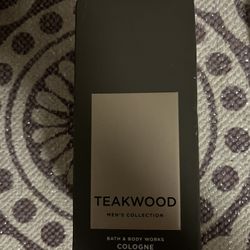 TEAKWOOD
MEN'S COLLECTION
BATH & BODY WORKS
COLOGNE